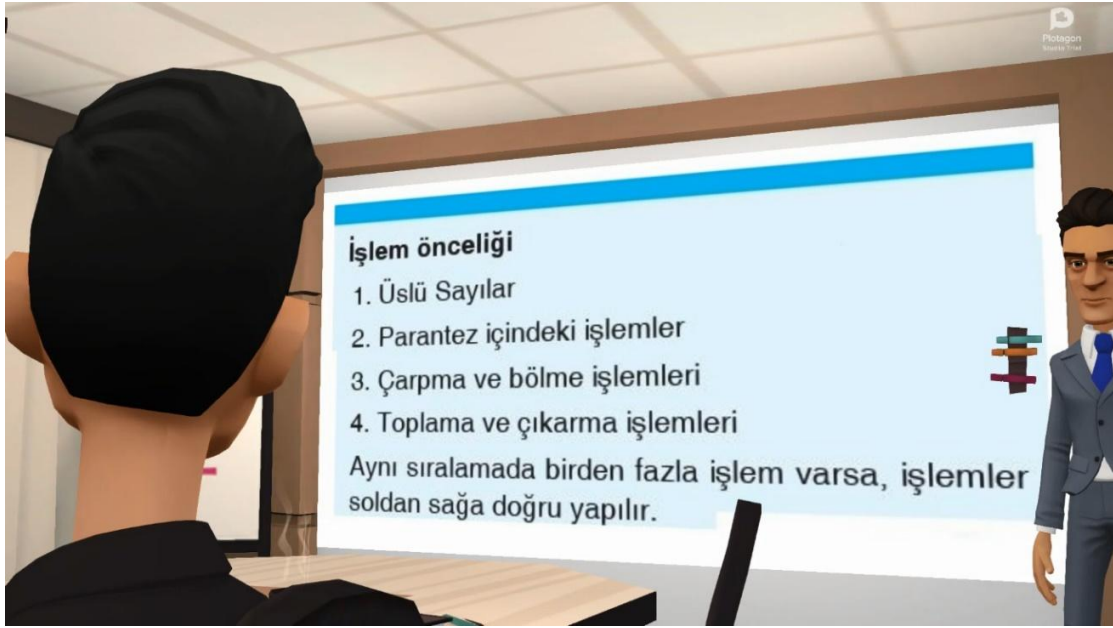 Plotagon
İşlem önceliği
1. Üslü Sayılar
2. Parantez içindeki işlemler
3. Çarpma ve bölme işlemleri
4. Toplama ve çıkarma işlemleri
Aynı sıralamada birden fazla işlem varsa, işlemler
soldan sağa doğru yapılır.